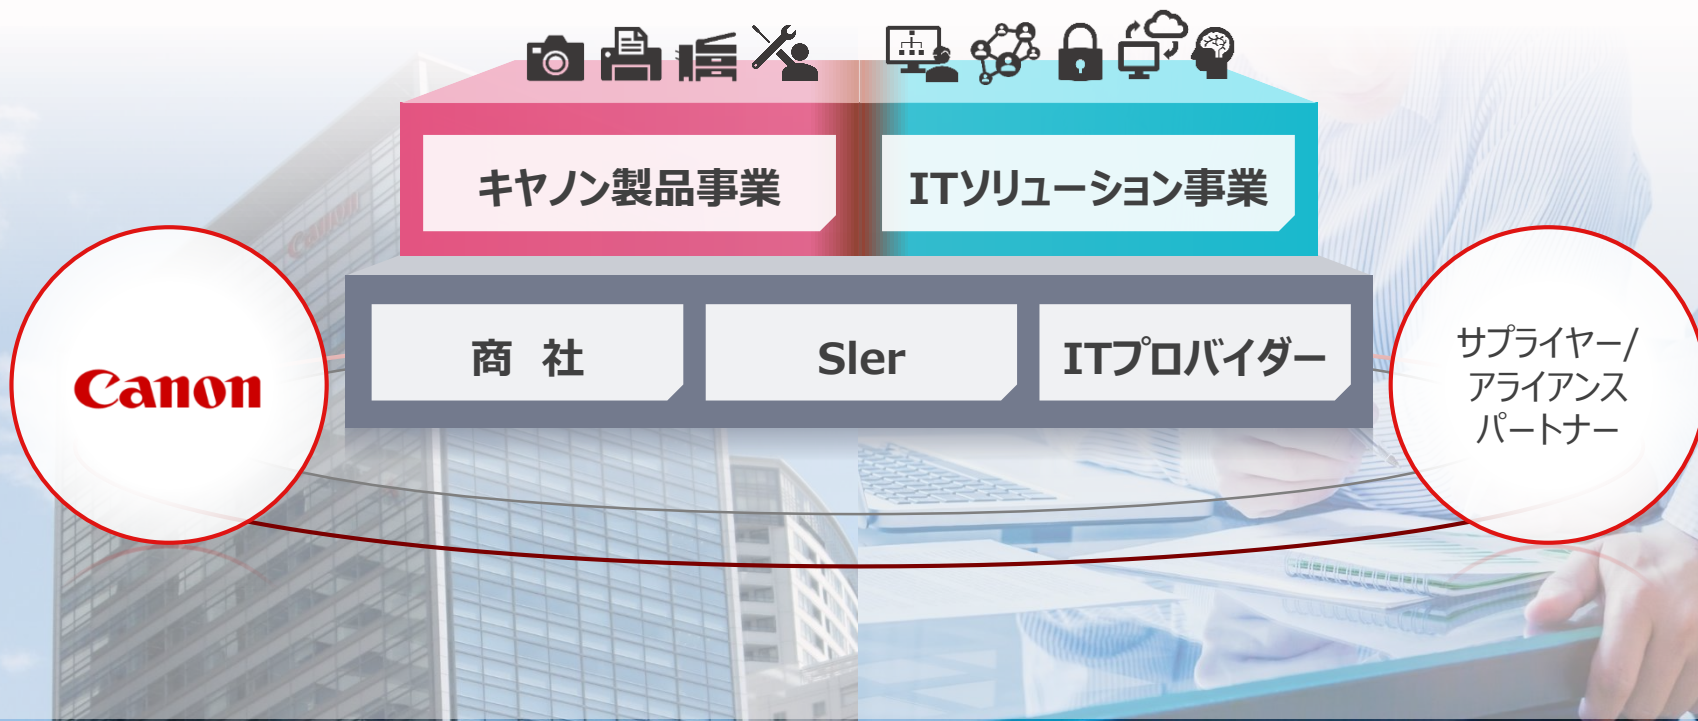 キヤノン製品事業
ITソリューション事業
商 社
Sler
ITプロバイダー
Canon
サプライヤー/
アライアンス
パートナー
Canon